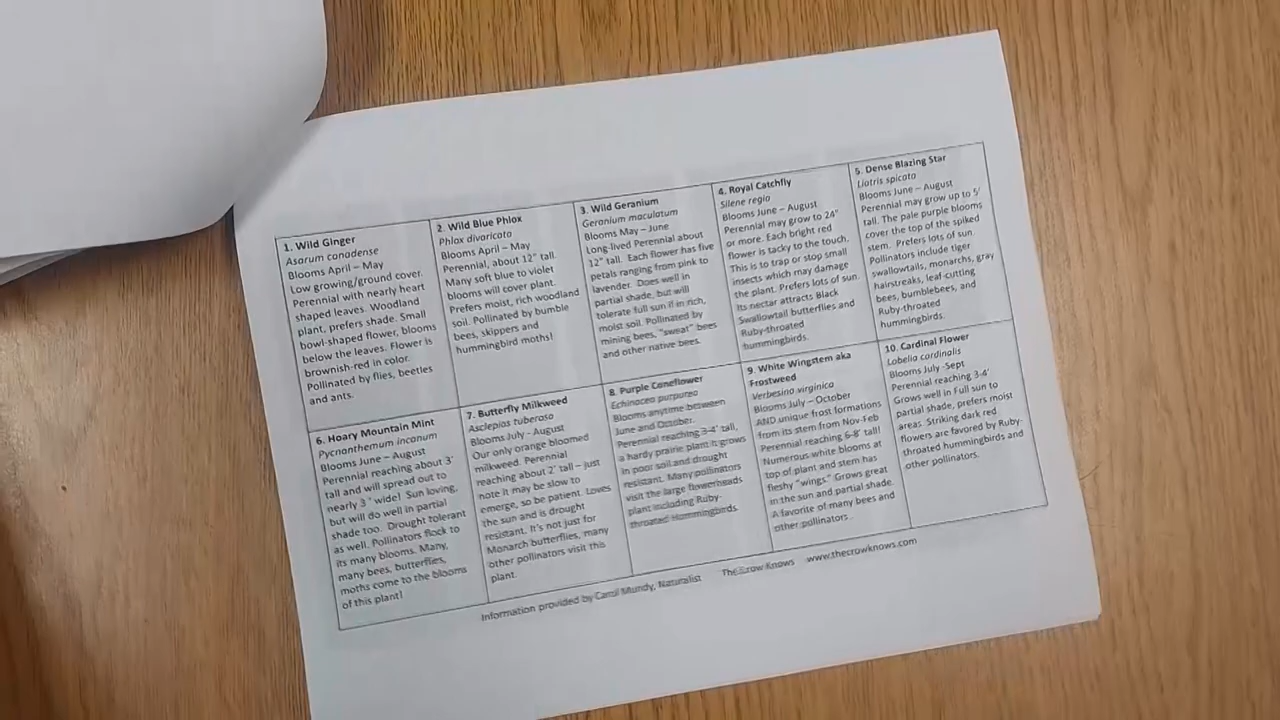 1. Wild Ginger
Asarum canadense
Blooms April – May
Low growing/ground cover.
Perennial with nearly heart
shaped leaves. Woodland
plant, prefers shade. Small
bowl-shaped flower, blooms
below the leaves. Flower is
brownish-red in color.
Pollinated by flies, beetles
and ants.
2. Wild Blue Phlox
Phlox divaricata
Blooms April – May
Perennial, about 12" tall.
Many soft blue to violet
blooms will cover plant.
Prefers moist, rich woodland
soil. Pollinated by bumble
bees, skippers and
hummingbird moths!
3. Wild Geranium
Geranium maculatum
Blooms May – June
Long-lived Perennial about
12" tall. Each flower has five
petals ranging from pink to
lavender. Does well in
partial shade, but will
tolerate full sun if in rich,
moist soil. Pollinated by
mining bees, "sweat" bees
and other native bees.
4. Royal Catchfly
Silene regia
Blooms June – August
Perennial may grow to 24"
or more. Each bright red
flower is tacky to the touch.
This is to trap or stop small
insects which may damage
the plant. Prefers lots of sun.
Its nectar attracts Black
Swallowtail butterflies and
Ruby-throated
hummingbirds.
5. Dense Blazing Star
Liatris spicata
Blooms June – August
Perennial may grow up to 5'
tall. The pale purple blooms
cover the top of the spiked
stem. Prefers lots of sun.
Pollinators include tiger
swallowtails, monarchs, gray
hairstreaks, leaf-cutting
bees, bumblebees, and
Ruby-throated
hummingbirds.
6. Hoary Mountain Mint
Pycnanthemum incanum
Blooms June – August
Perennial reaching about 3'
tall and will spread out to
nearly 3 ' wide! Sun loving,
but will do well in partial
shade too. Drought tolerant
as well. Pollinators flock to
its many blooms. Many,
many bees, butterflies,
moths come to the blooms
of this plant!
7. Butterfly Milkweed
Asclepias tuberosa
Blooms July - August
Our only orange bloomed
milkweed. Perennial
reaching about 2' tall – just
note it may be slow to
emerge, so be patient. Loves
the sun and is drought
resistant. It's not just for
Monarch butterflies, many
other pollinators visit this
plant.
8. Purple Coneflower
Echinacea purpurea
Blooms anytime between
June and October.
Perennial reaching 3-4' tall,
a hardy prairie plant it grows
in poor soil and drought
resistant. Many pollinators
visit the large flowerheads
plant including Ruby-
throated Hummingbirds.
9. White Wingstem aka
Frostweed
Verbesina virginica
Blooms July – October
AND unique frost formations
from its stem from Nov-Feb
Perennial reaching 6-8' tall!
Numerous white blooms at
top of plant and stem has
fleshy "wings." Grows great
in the sun and partial shade.
A favorite of many bees and
other pollinators.
10. Cardinal Flower
Lobelia cardinalis
Blooms July -Sept
Perennial reaching 3-4'
Grows well in Full sun to
partial shade, prefers moist
areas. Striking dark red
flowers are favored by Ruby-
throated hummingbirds and
other pollinators.
Information provided by Carol Mundy, Naturalist The Crow Knows www.thecrowknows.com